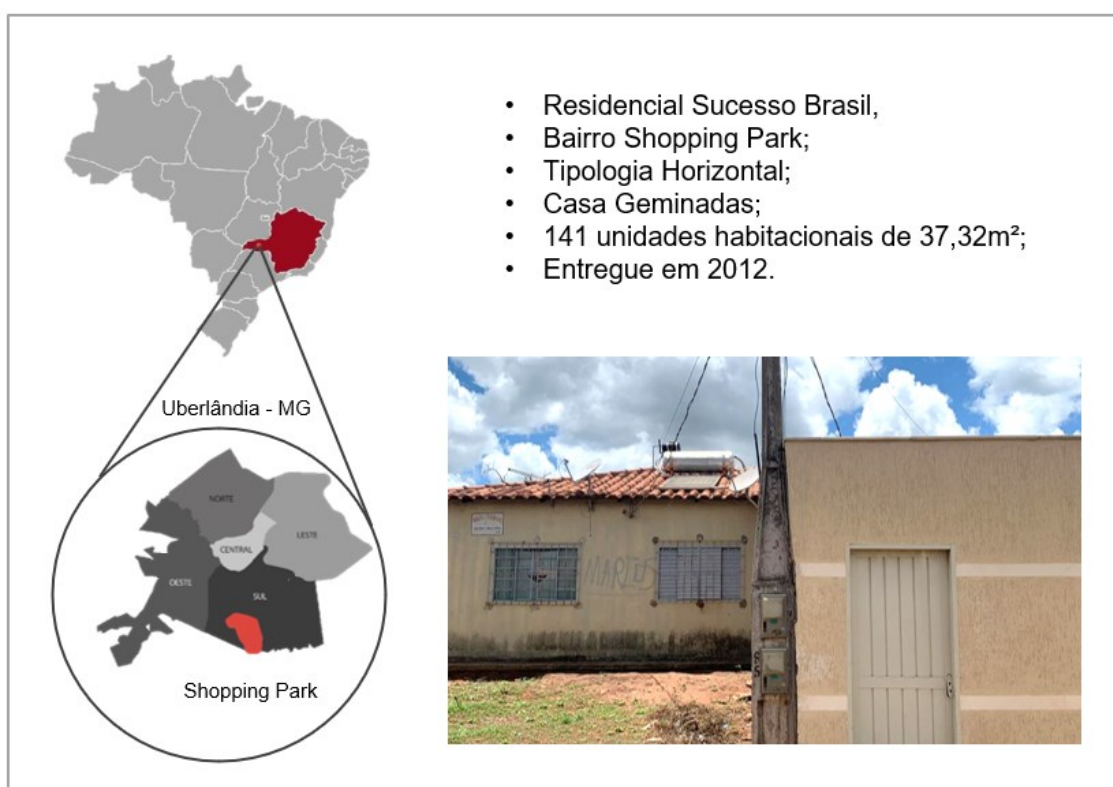 • Residencial Sucesso Brasil,
• Bairro Shopping Park;
• Tipologia Horizontal;
• Casa Geminadas;
• 141 unidades habitacionais de 37,32m²;
• Entregue em 2012.
Uberlândia - MG
NORTE
LESTE
CENTRAL
OESTE
SUL
Shopping Park
MARCOS